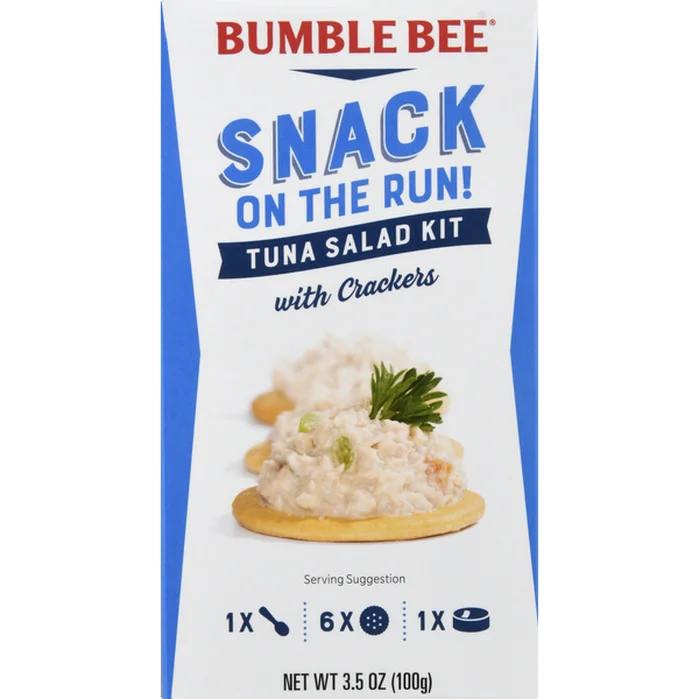 BUMBLE BEE®
SNACK
ON THE RUN!
TUNA SALAD KIT
with Crackers
Serving Suggestion
1X 6X 1X
NET WT 3.5 OZ (100g)